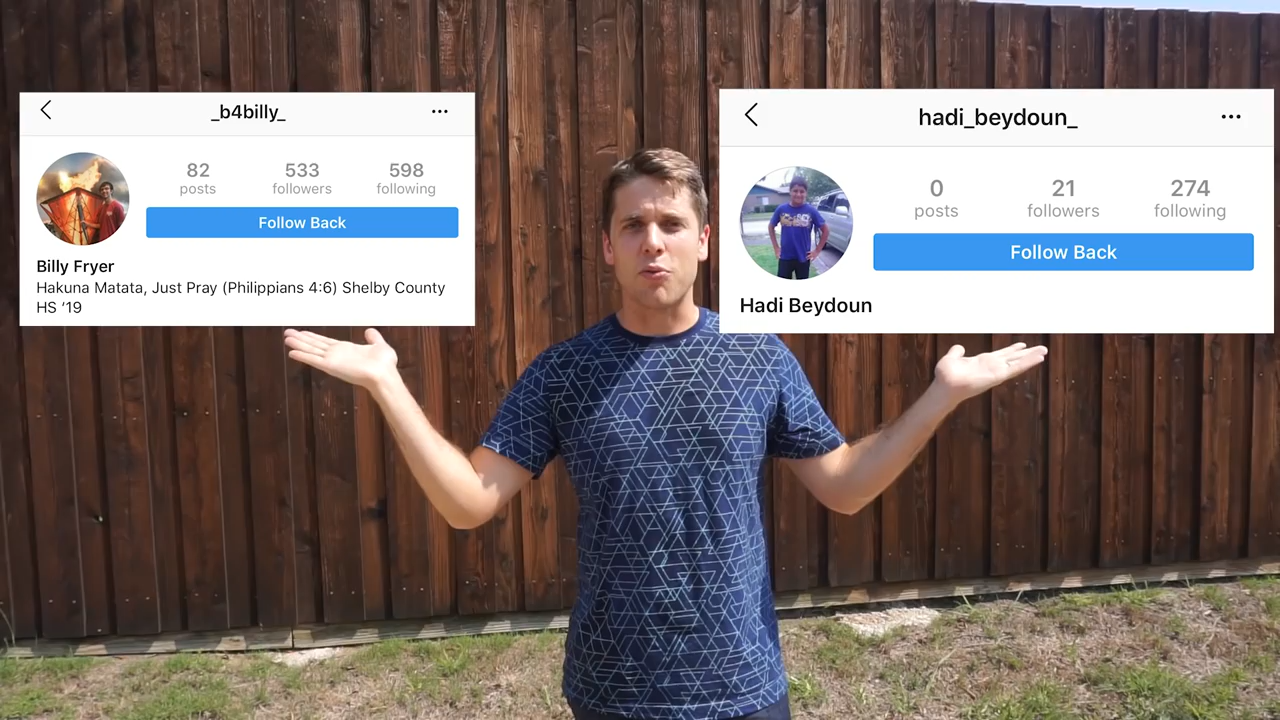 _b4billy_
82 533 598
posts followers following
Follow Back
Billy Fryer
Hakuna Matata, Just Pray (Philippians 4:6) Shelby County
HS ‘19
hadi_beydoun_
0 21 274
posts followers following
Follow Back
Hadi Beydoun